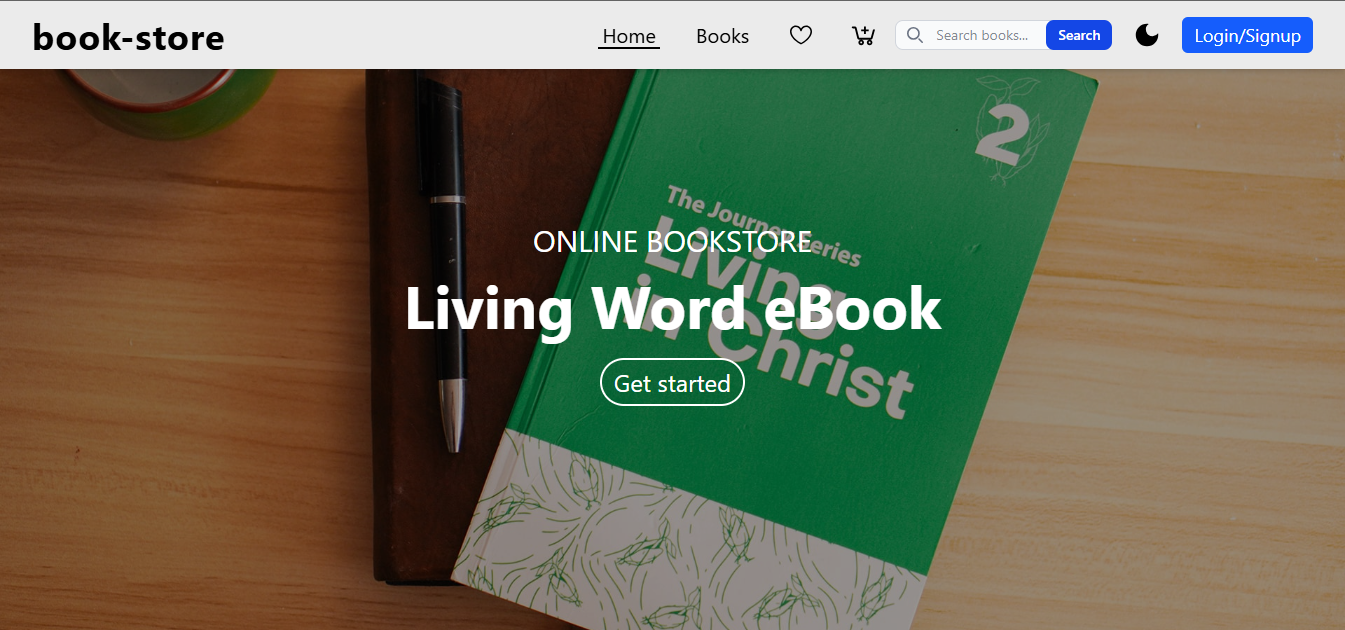 book-store
Home
Books
Search books...
Search
Login/Signup
2
The Journey Series
ONLINE BOOKSTORE
Living
in Christ
Living Word eBook
Get started